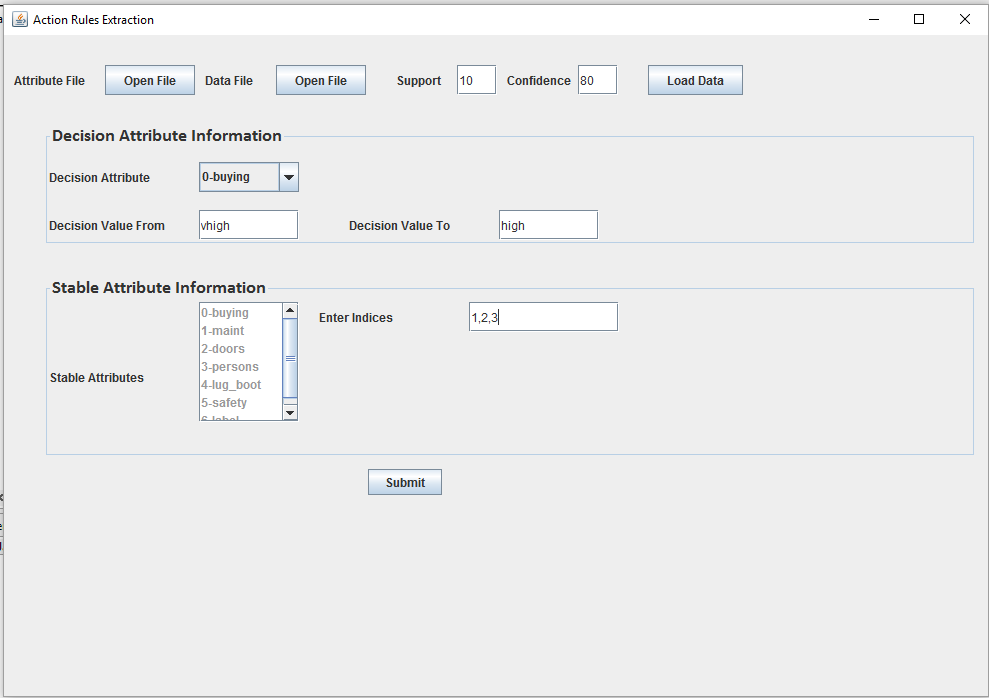 Action Rules Extraction
Attribute File Open File Data File Open File Support 10 Confidence 80 Load Data
Decision Attribute Information
Decision Attribute 0-buying
Decision Value From vhigh Decision Value To high
Stable Attribute Information
0-buying Enter Indices 1,2,3
1-maint
2-doors
3-persons
Stable Attributes
4-lug_boot
5-safety
6-label
Submit